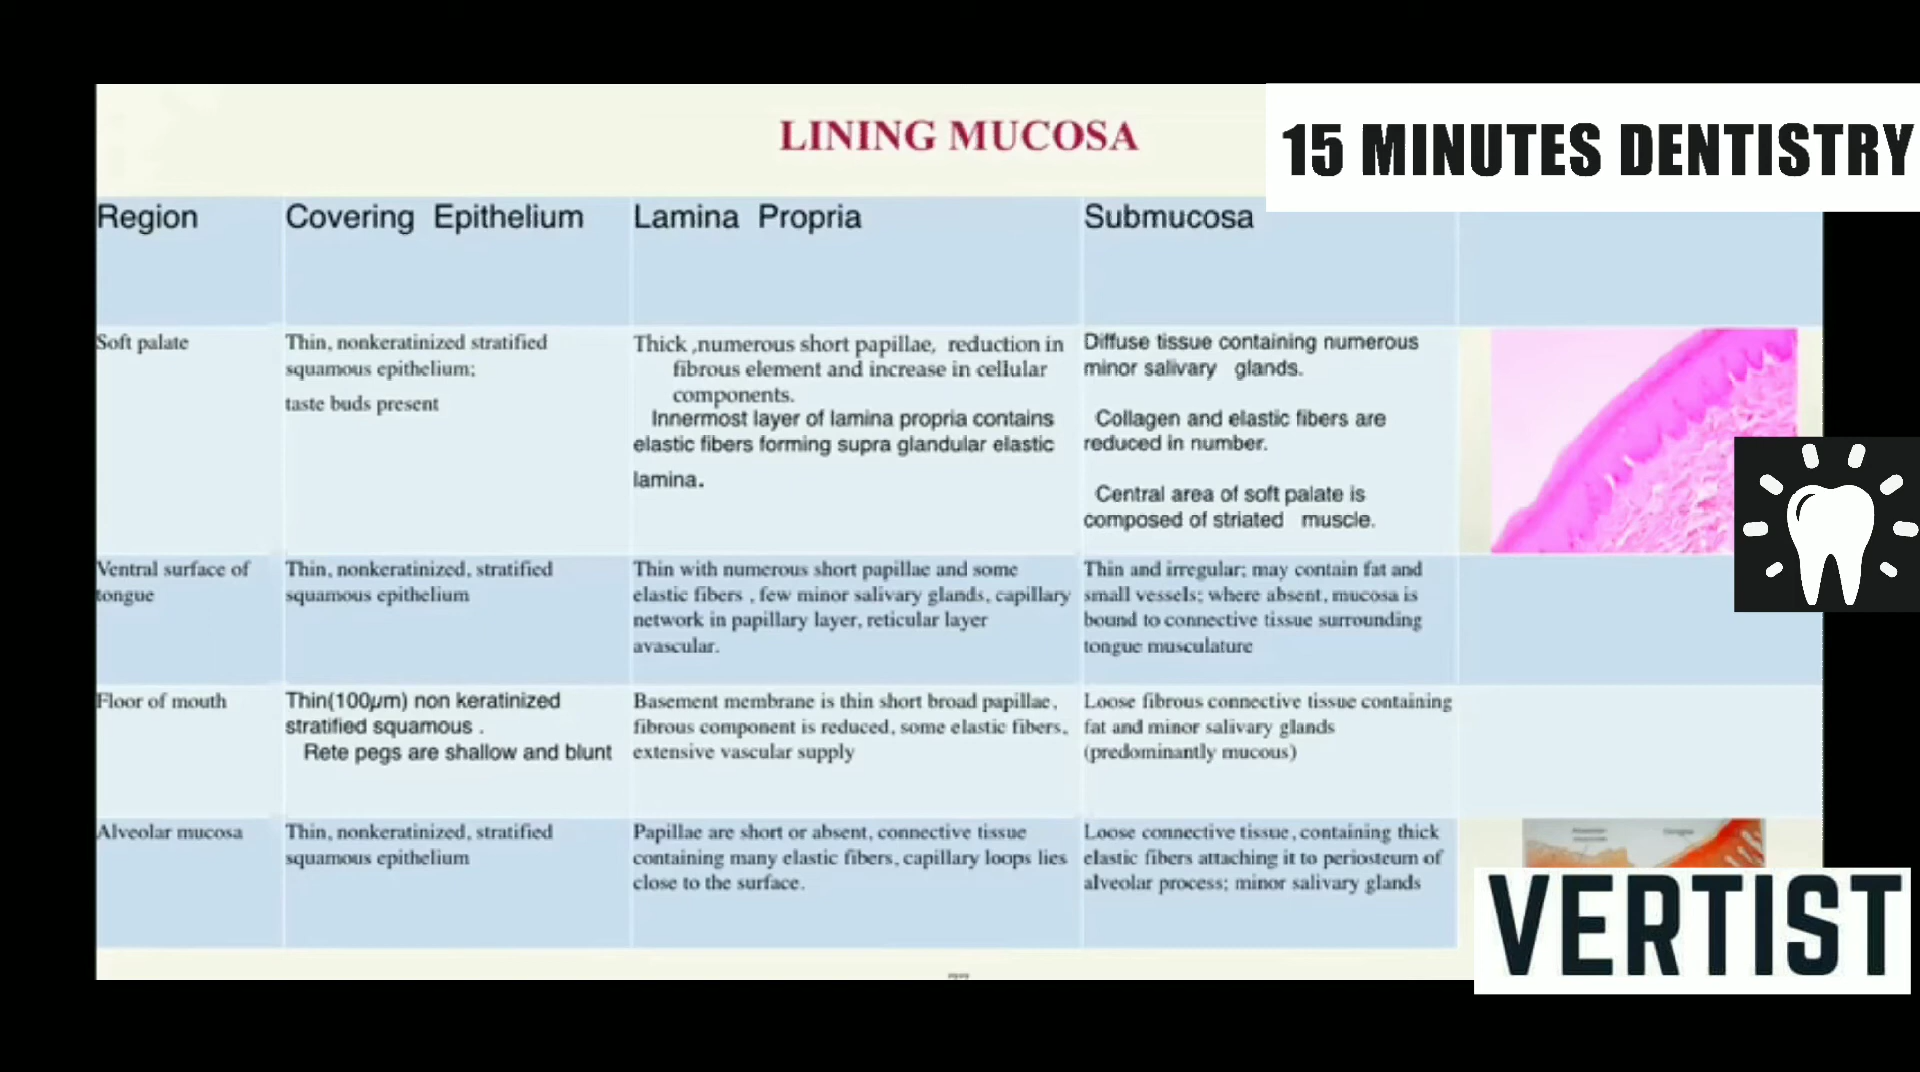 LINING MUCOSA
15 MINUTES DENTISTRY
Region
Covering Epithelium
Lamina Propria
Submucosa
Soft palate
Thin, nonkeratinized stratified
squamous epithelium;
taste buds present
Thick ,numerous short papillae, reduction in
fibrous element and increase in cellular
components.
Innermost layer of lamina propria contains
elastic fibers forming supra glandular elastic
lamina.
Diffuse tissue containing numerous
minor salivary glands.
Collagen and elastic fibers are
reduced in number.
Central area of soft palate is
composed of striated muscle.
Ventral surface of
tongue
Thin, nonkeratinized, stratified
squamous epithelium
Thin with numerous short papillae and some
elastic fibers , few minor salivary glands, capillary
network in papillary layer, reticular layer
avascular.
Thin and irregular; may contain fat and
small vessels; where absent, mucosa is
bound to connective tissue surrounding
tongue musculature
Floor of mouth
Thin(100µm) non keratinized
stratified squamous .
Rete pegs are shallow and blunt
Basement membrane is thin short broad papillae,
fibrous component is reduced, some elastic fibers,
extensive vascular supply
Loose fibrous connective tissue containing
fat and minor salivary glands
(predominantly mucous)
Alveolar mucosa
Thin, nonkeratinized, stratified
squamous epithelium
Papillae are short or absent, connective tissue
containing many elastic fibers, capillary loops lies
close to the surface.
Loose connective tissue, containing thick
elastic fibers attaching it to periosteum of
alveolar process; minor salivary glands
VERTIST